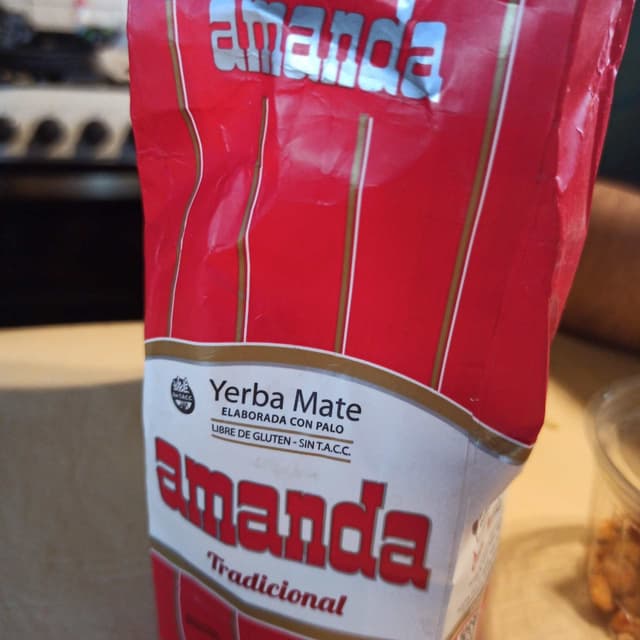 amanda
Yerba Mate
ELABORADA CON PALO
LIBRE DE GLUTEN - SIN T.A.C.C.
amanda
Tradicional